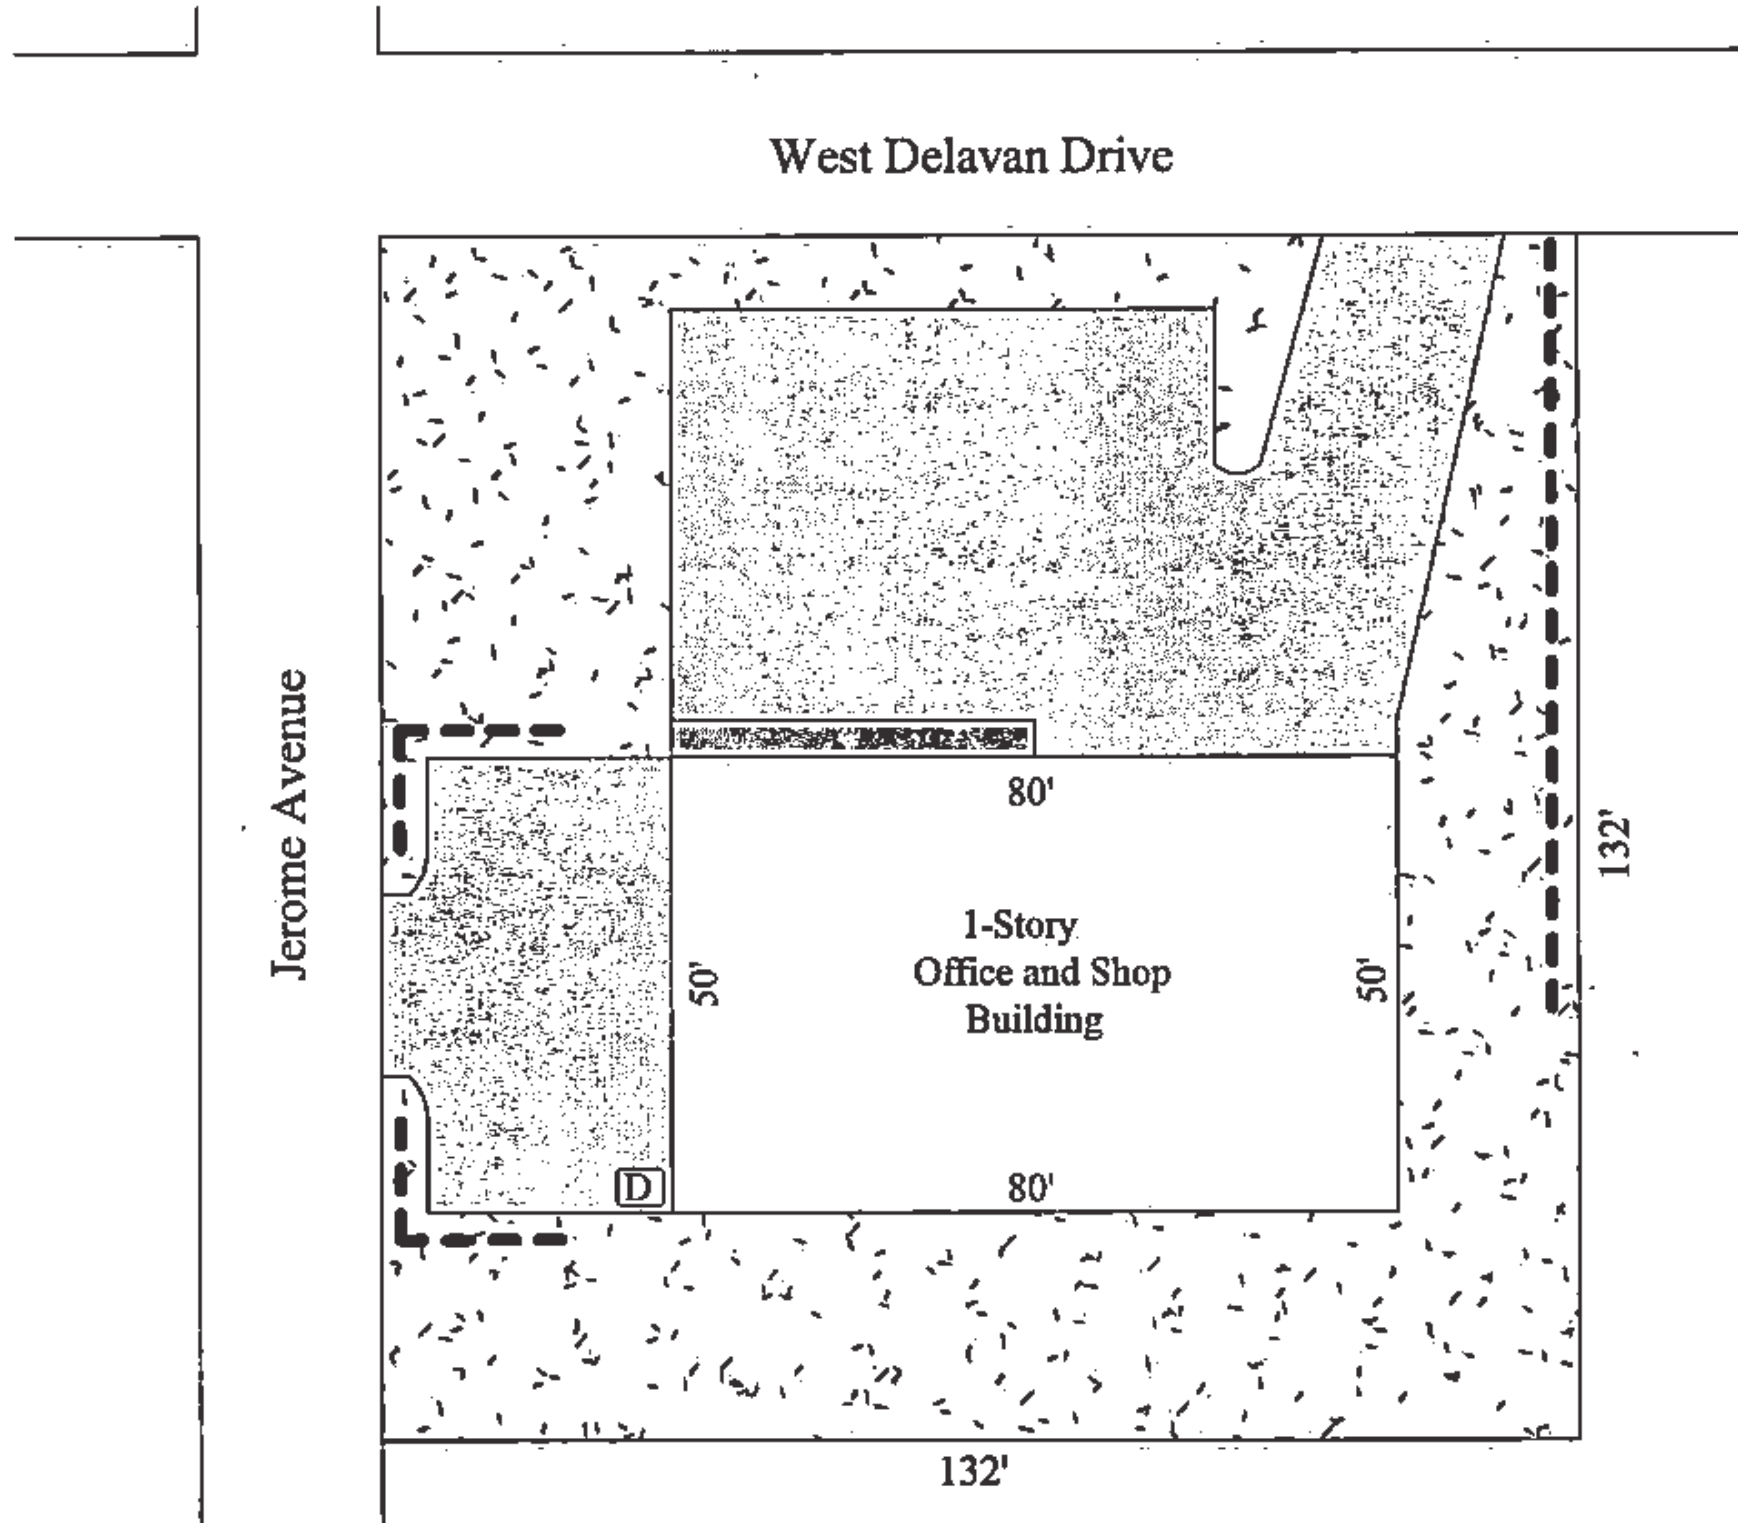 West Delavan Drive
Jerome Avenue
80'
1-Story
Office and Shop
Building
50'
50'
132'
D
80'
132'